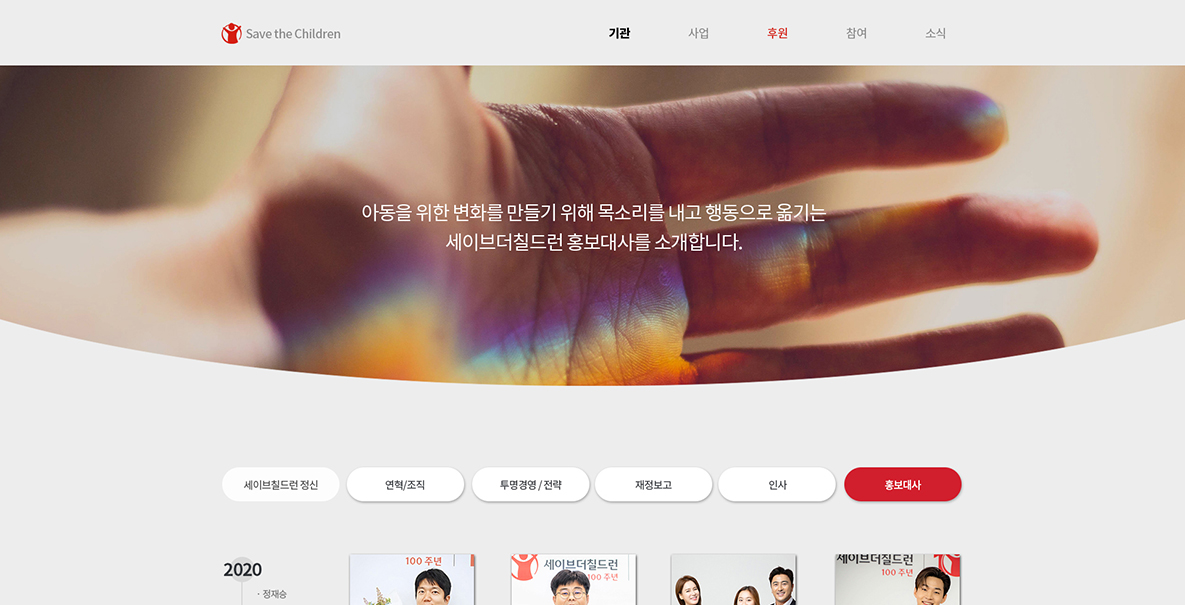 Save the Children
기관 사업 후원 참여 소식
아동을 위한 변화를 만들기 위해 목소리를 내고 행동으로 옮기는
세이브더칠드런 홍보대사를 소개합니다.
세이브칠드런 정신 연혁/조직 투명경영 / 전략 재정보고 인사 홍보대사
2020
· 정재승
100 주년
세이브더칠드런
100 주년
세이브더칠드런
100 주년